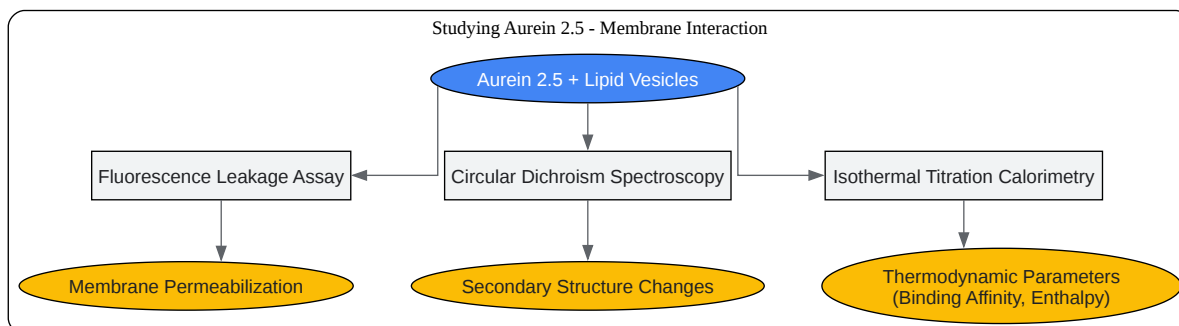 Studying Aurein 2.5 - Membrane Interaction
Aurein 2.5 + Lipid Vesicles
Fluorescence Leakage Assay
Circular Dichroism Spectroscopy
Isothermal Titration Calorimetry
Membrane Permeabilization
Secondary Structure Changes
Thermodynamic Parameters
(Binding Affinity, Enthalpy)